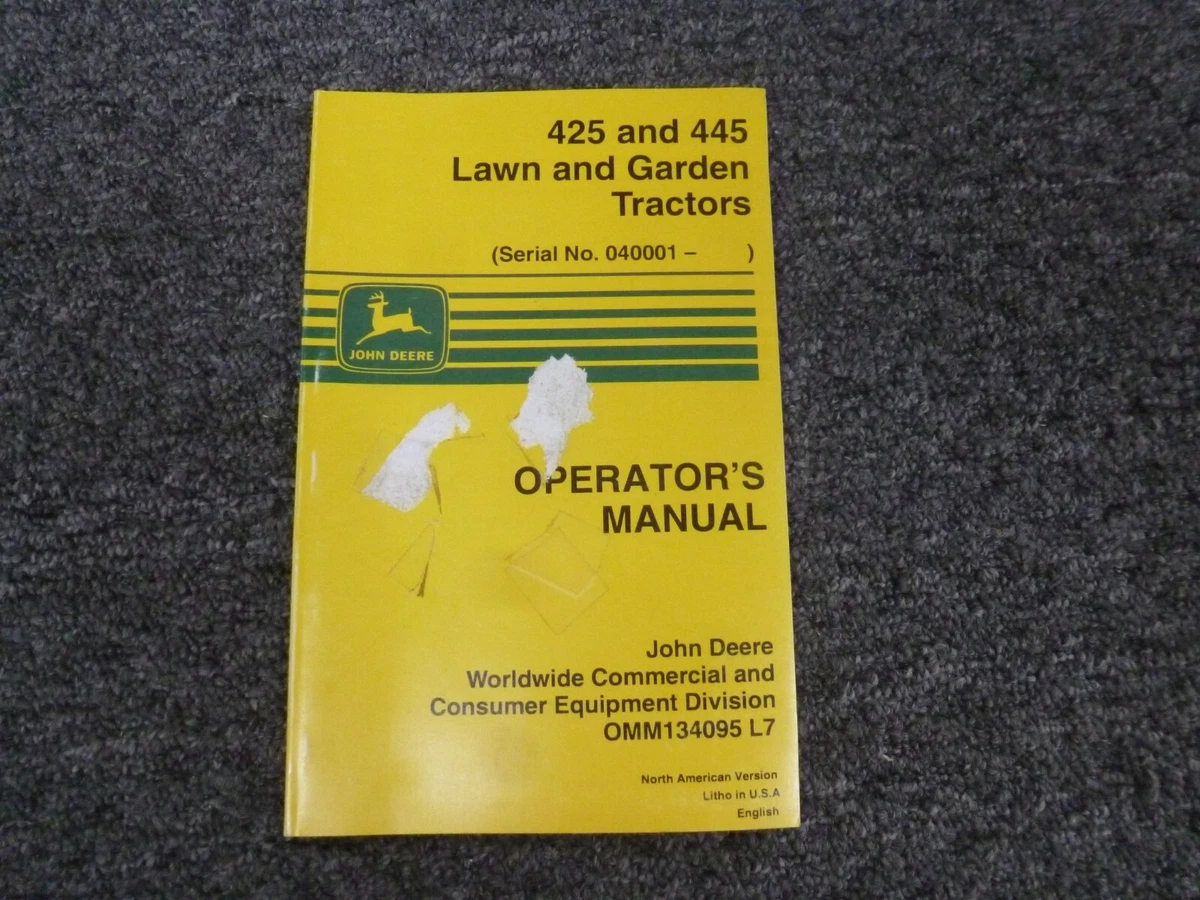 425 and 445
Lawn and Garden
Tractors
(Serial No. 040001 – )
JOHN DEERE
OPERATOR'S
MANUAL
John Deere
Worldwide Commercial and
Consumer Equipment Division
OMM134095 L7
North American Version
Litho in U.S.A
English